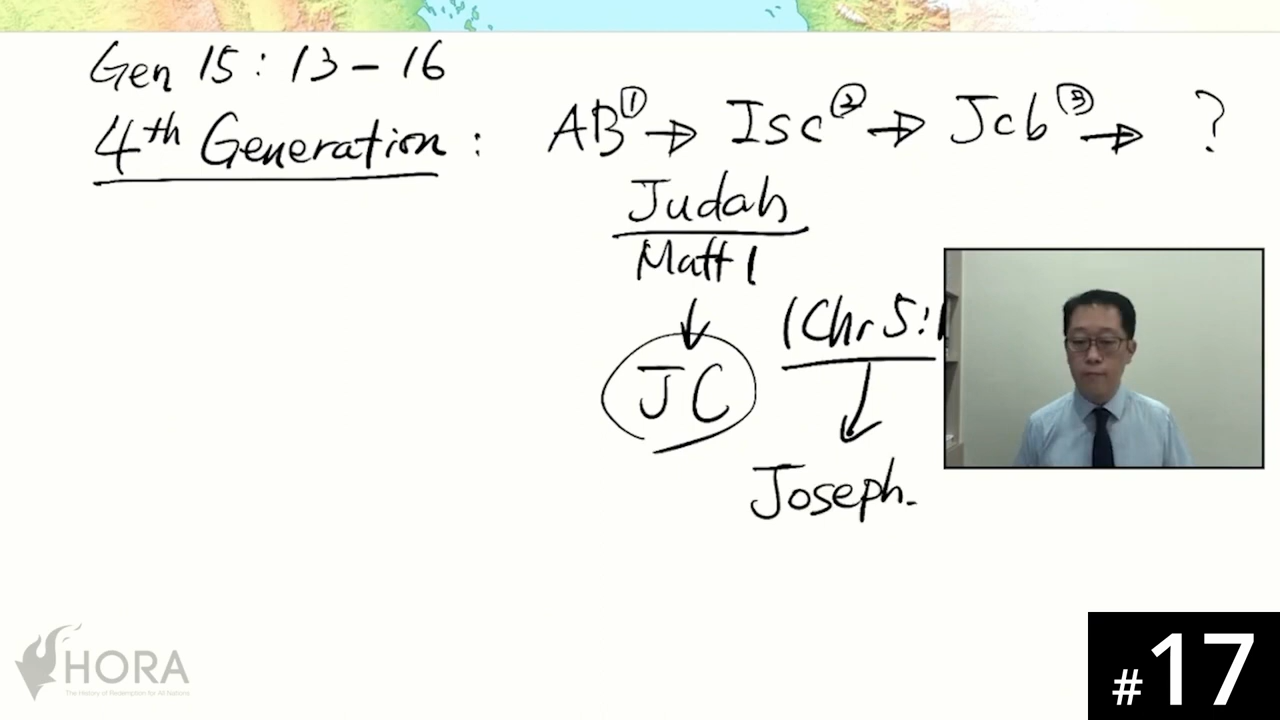 Gen 15 : 13 - 16
4th Generation : AB① → Isc② → Jcb③ → ?
Judah
Matt 1
↓
1Chr 5:1
JC
Joseph.
HORA
The History of Redemption for All Nations
#17